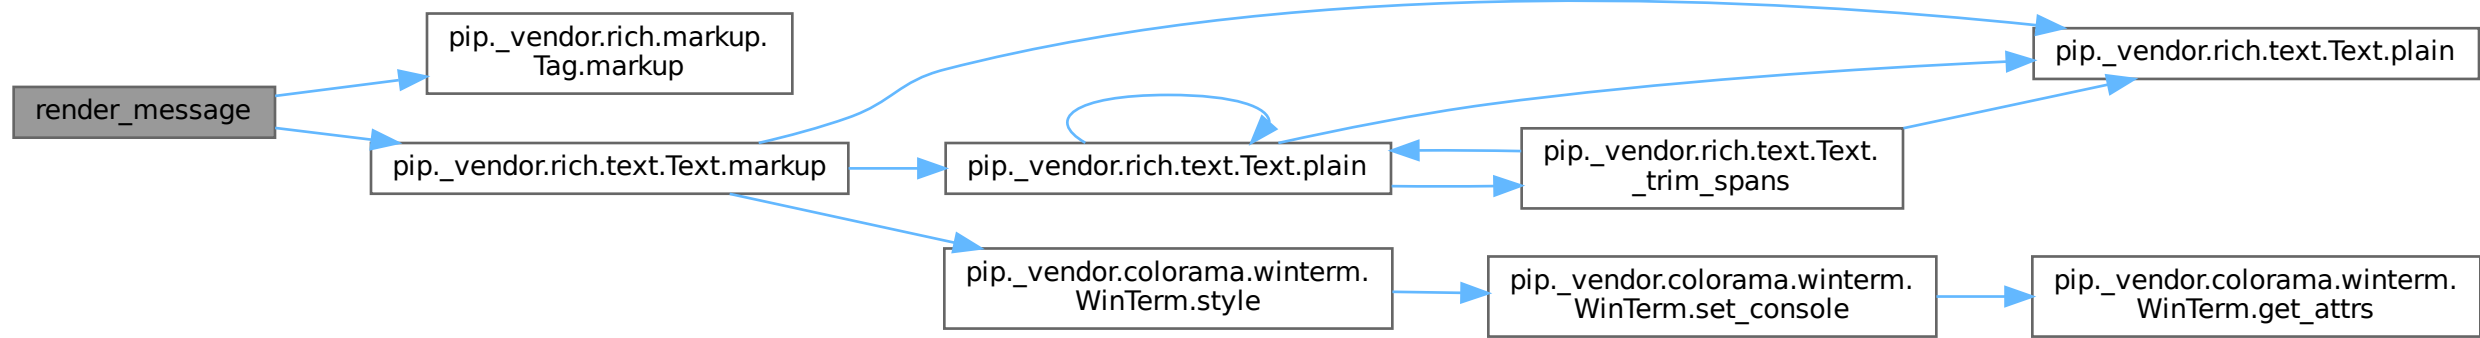 render_message
pip._vendor.rich.markup.
Tag.markup
pip._vendor.rich.text.Text.markup
pip._vendor.rich.text.Text.plain
pip._vendor.colorama.winterm.
WinTerm.style
pip._vendor.rich.text.Text.
_trim_spans
pip._vendor.colorama.winterm.
WinTerm.set_console
pip._vendor.rich.text.Text.plain
pip._vendor.colorama.winterm.
WinTerm.get_attrs